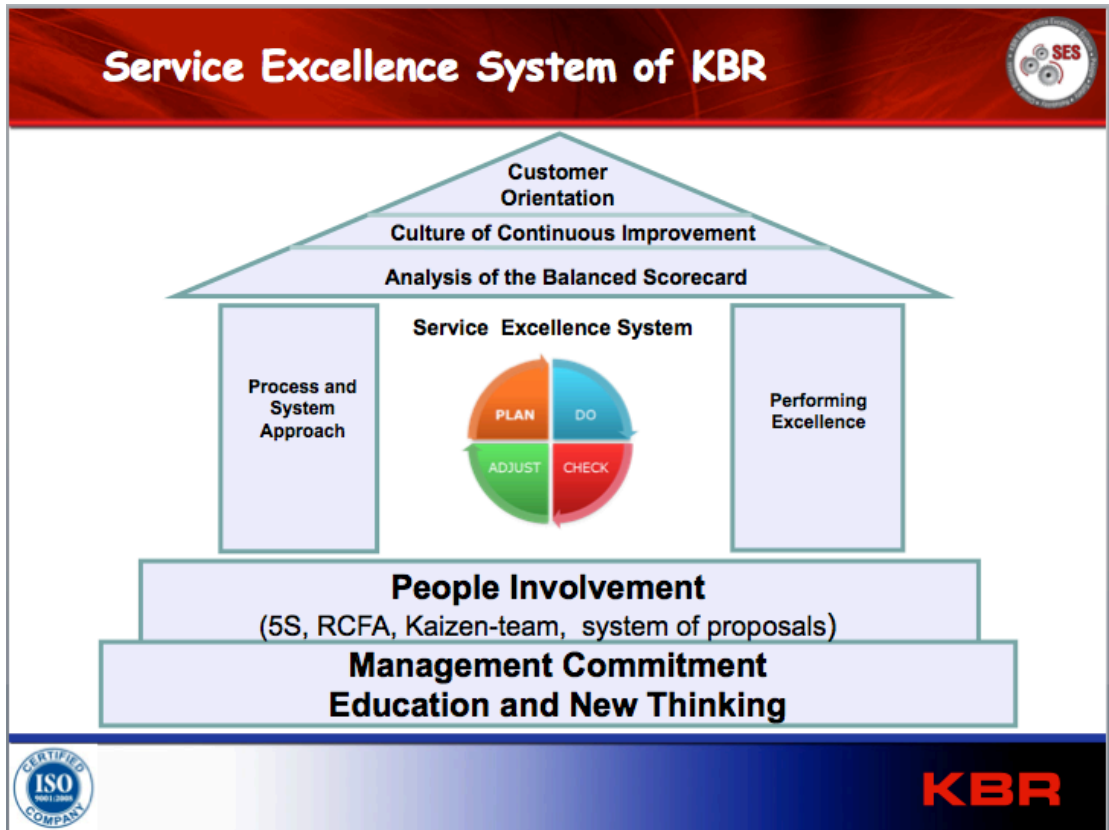 Service Excellence System of KBR
SES
Customer
Orientation
Culture of Continuous Improvement
Analysis of the Balanced Scorecard
Service Excellence System
Process and
System
Approach
PLAN
DO
ADJUST
CHECK
Performing
Excellence
People Involvement
(5S, RCFA, Kaizen-team, system of proposals)
Management Commitment
Education and New Thinking
CERTIFIED
ISO
9001:2008
COMPANY
KBR